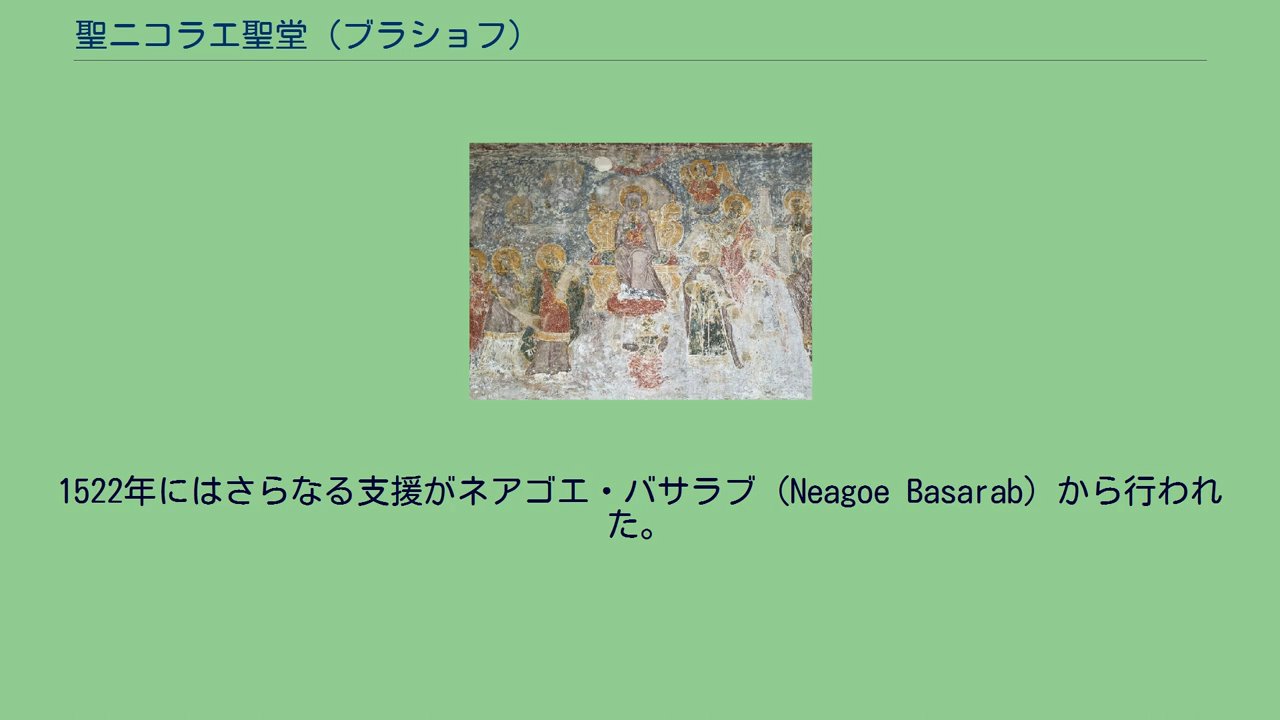 聖ニコラエ聖堂（ブラショフ）
1522年にはさらなる支援がネアゴエ・バサラブ（Neagoe Basarab）から行われ
た。